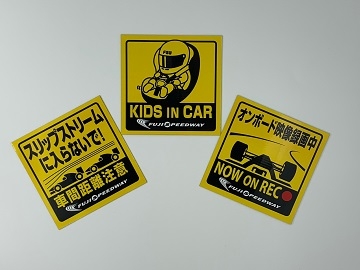 KIDS IN CAR
FUJI SPEEDWAY
スリップストリーム
に入らないで!
車間距離注意
FUJI SPEEDWAY
オンボード映像録画中
NOW ON REC
FUJI SPEEDWAY